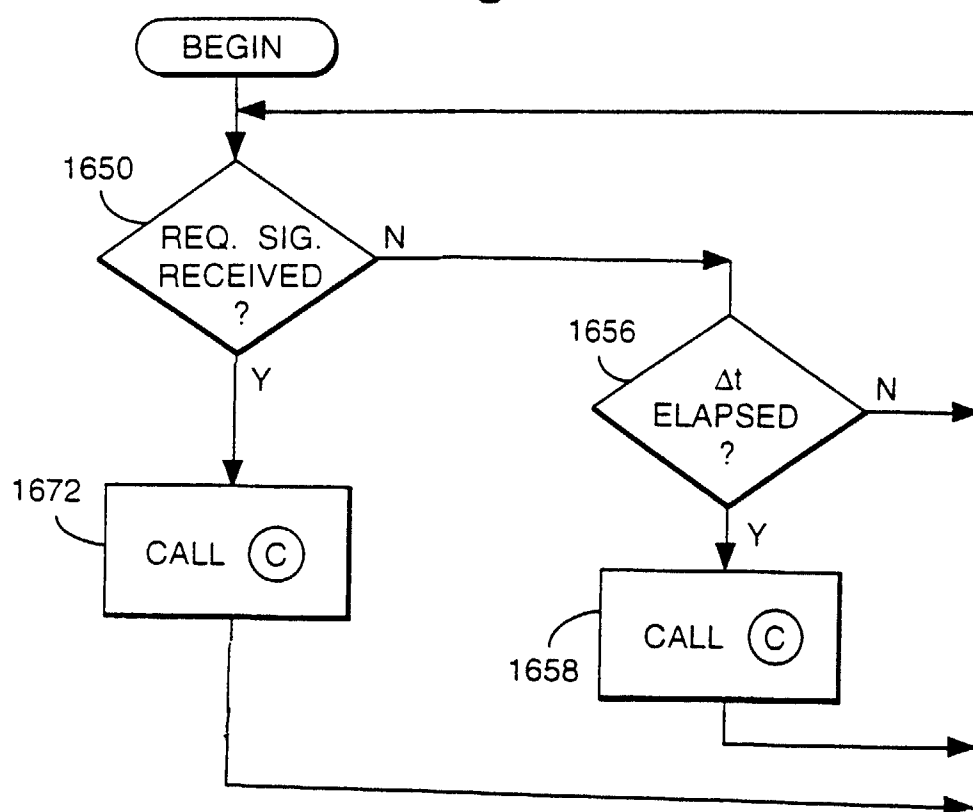 BEGIN
1650
REQ. SIG.
RECEIVED
?
N
Y
1656
Δt
ELAPSED
?
N
Y
1672
CALL C
1658
CALL C